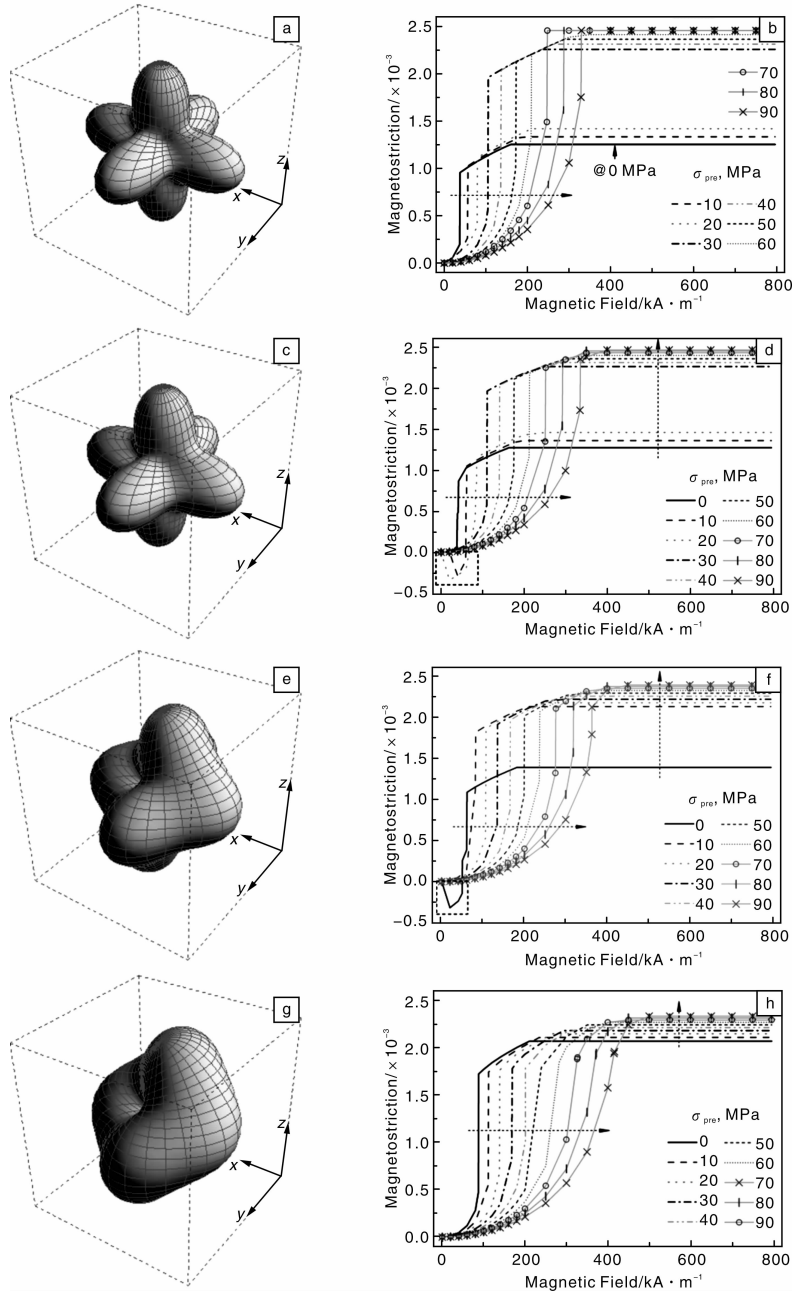 a
z
x
y
b
Magnetostriction/×10⁻³
2.5
2.0
1.5
1.0
0.5
0.0
70
80
90
@0 MPa
σ pre, MPa
10 40
20 50
30 60
0 200 400 600 800
Magnetic Field/kA · m⁻¹
c
z
x
y
d
Magnetostriction/×10⁻³
2.5
2.0
1.5
1.0
0.5
0.0
−0.5
σ pre, MPa
0 50
10 60
20 70
30 80
40 90
0 200 400 600 800
Magnetic Field/kA · m⁻¹
e
z
x
y
f
Magnetostriction/×10⁻³
2.5
2.0
1.5
1.0
0.5
0.0
−0.5
σ pre, MPa
0 50
10 60
20 70
30 80
40 90
0 200 400 600 800
Magnetic Field/kA · m⁻¹
g
z
x
y
h
Magnetostriction/×10⁻³
2.5
2.0
1.5
1.0
0.5
0.0
σ pre, MPa
0 50
10 60
20 70
30 80
40 90
0 200 400 600 800
Magnetic Field/kA · m⁻¹